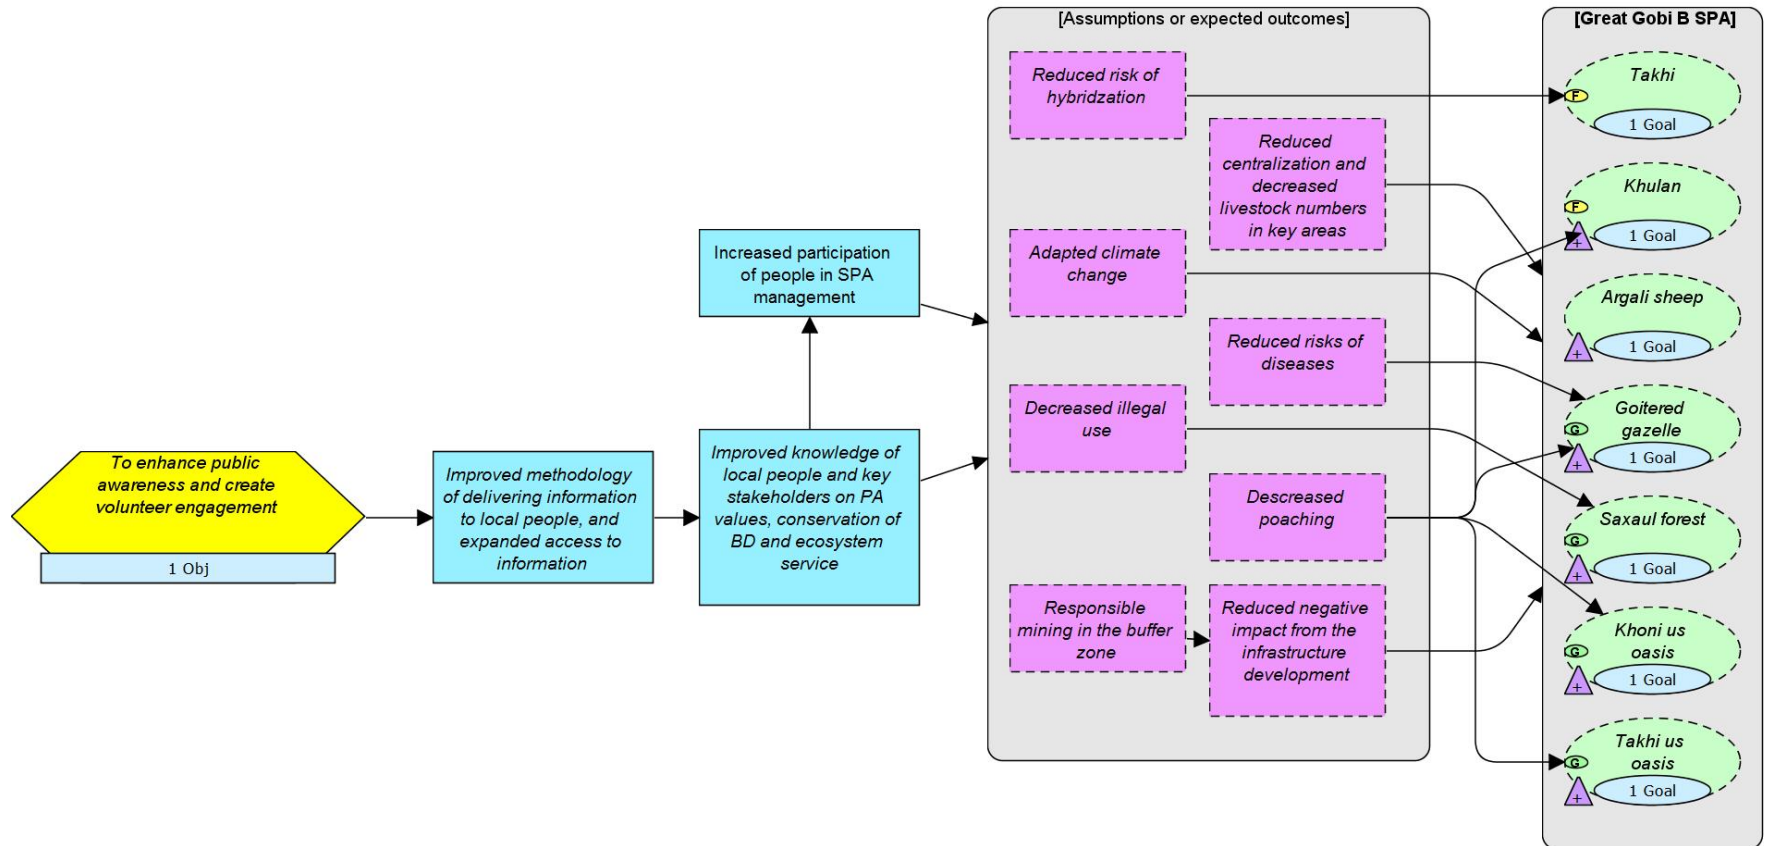 [Assumptions or expected outcomes]
[Great Gobi B SPA]
To enhance public
awareness and create
volunteer engagement
1 Obj
Improved methodology
of delivering information
to local people, and
expanded access to
information
Increased participation
of people in SPA
management
Improved knowledge of
local people and key
stakeholders on PA
values, conservation of
BD and ecosystem
service
Reduced risk of
hybridzation
Reduced
centralization and
decreased
livestock numbers
in key areas
Adapted climate
change
Reduced risks of
diseases
Decreased illegal
use
Descreased
poaching
Responsible
mining in the buffer
zone
Reduced negative
impact from the
infrastructure
development
Takhi
F
1 Goal
Khulan
F
+
1 Goal
Argali sheep
+
1 Goal
Goitered
gazelle
G
+
1 Goal
Saxaul forest
G
+
1 Goal
Khoni us
oasis
G
+
1 Goal
Takhi us
oasis
G
+
1 Goal